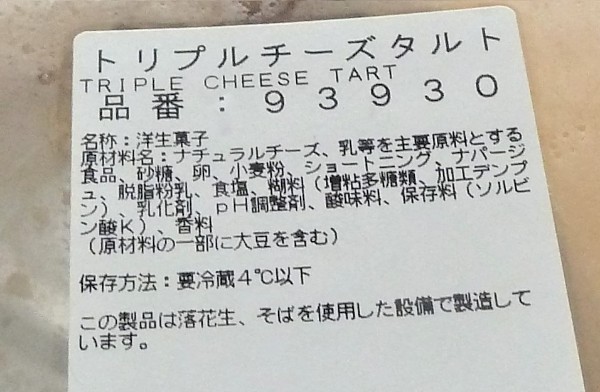 トリプルチーズタルト
TRIPLE CHEESE TART
品番：93930
名称：洋生菓子
原材料名：ナチュラルチーズ、乳等を主要原料とする
食品、砂糖、卵、小麦粉、ショートニング、ナパージ
ュ、脱脂粉乳、食塩、糊料（増粘多糖類、加工デンプ
ン）、乳化剤、pH調整剤、酸味料、保存料（ソルビ
ン酸K）、香料
（原材料の一部に大豆を含む）
保存方法：要冷蔵4℃以下
この製品は落花生、そばを使用した設備で製造して
います。